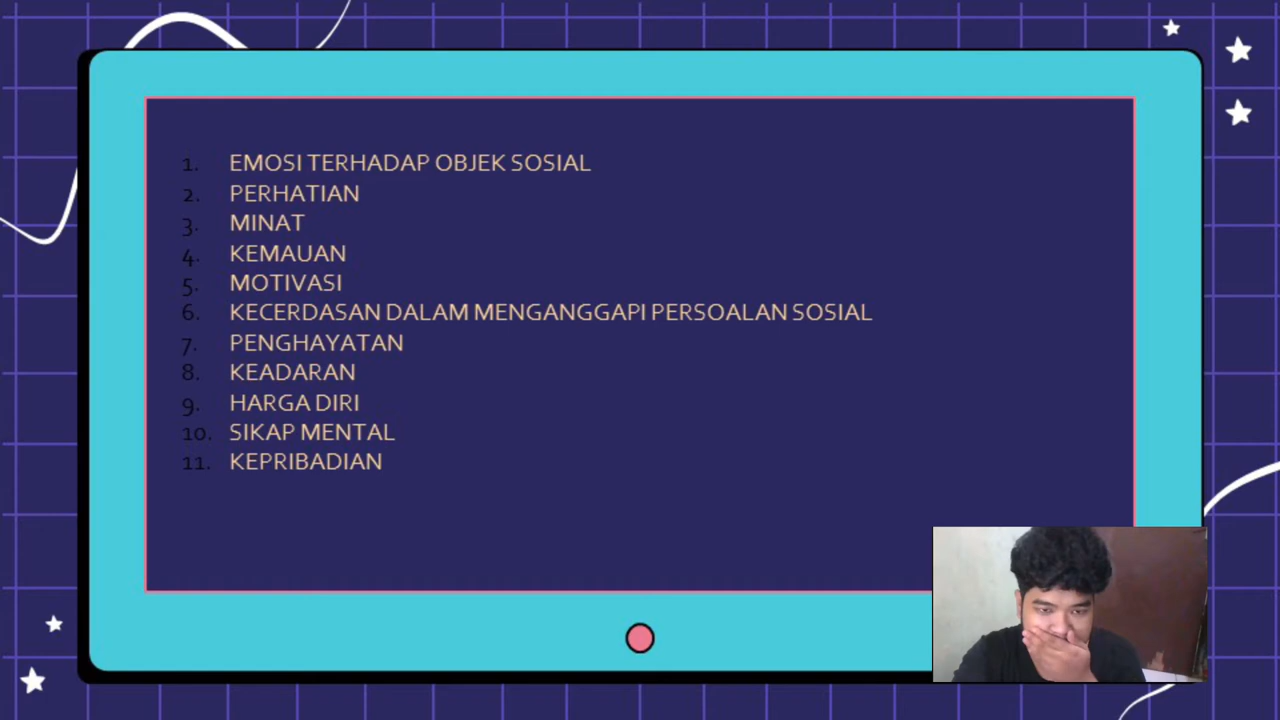 1. EMOSI TERHADAP OBJEK SOSIAL
2. PERHATIAN
3. MINAT
4. KEMAUAN
5. MOTIVASI
6. KECERDASAN DALAM MENGANGGAPI PERSOALAN SOSIAL
7. PENGHAYATAN
8. KEADARAN
9. HARGA DIRI
10. SIKAP MENTAL
11. KEPRIBADIAN